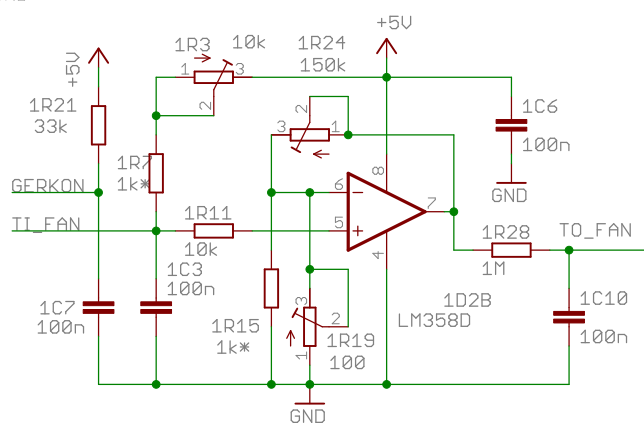 +5V
1R3
10k
1R24
150k
+5V
1
3
2
1R21
33k
1C6
100n
2
3
1
GND
1R7
1k*
GERKON
TI_FAN
6
8
7
5
4
1R11
10k
1R28
1M
TO_FAN
1C3
100n
1C7
100n
1D2B
LM358D
1C10
100n
3
2
1
1R15
1k*
1R19
100
GND